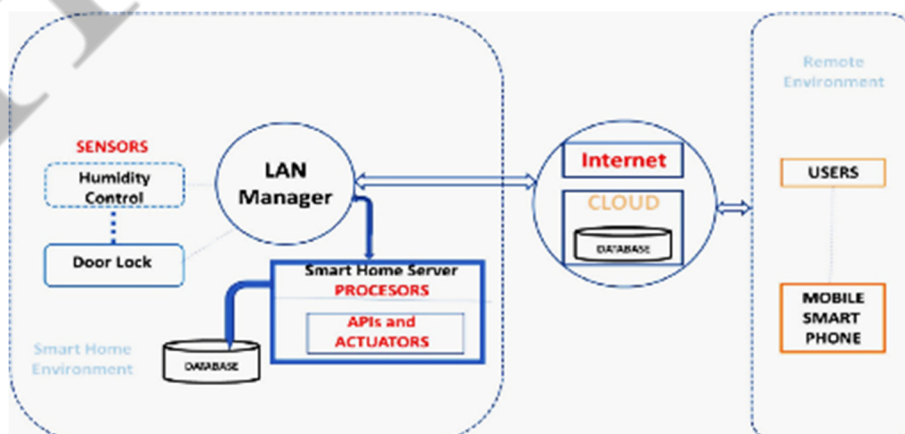 SENSORS
Humidity
Control
Door Lock
LAN
Manager
Smart Home Server
PROCESORS
APIs and
ACTUATORS
DATABASE
Smart Home
Environment
Internet
CLOUD
DATABASE
Remote
Environment
USERS
MOBILE
SMART
PHONE